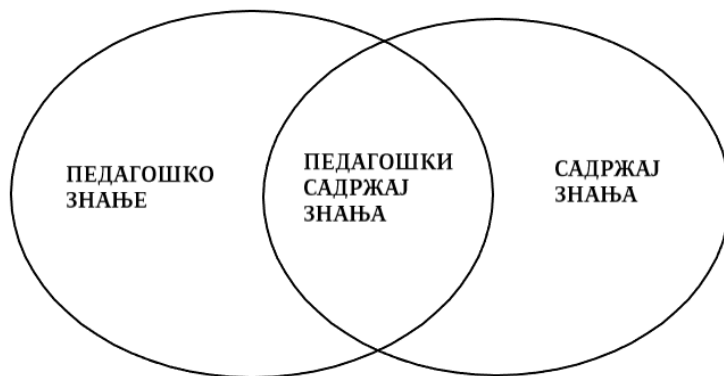 ПЕДАГОШКО
ЗНАЊЕ
ПЕДАГОШКИ
САДРЖАЈ
ЗНАЊА
САДРЖАЈ
ЗНАЊА